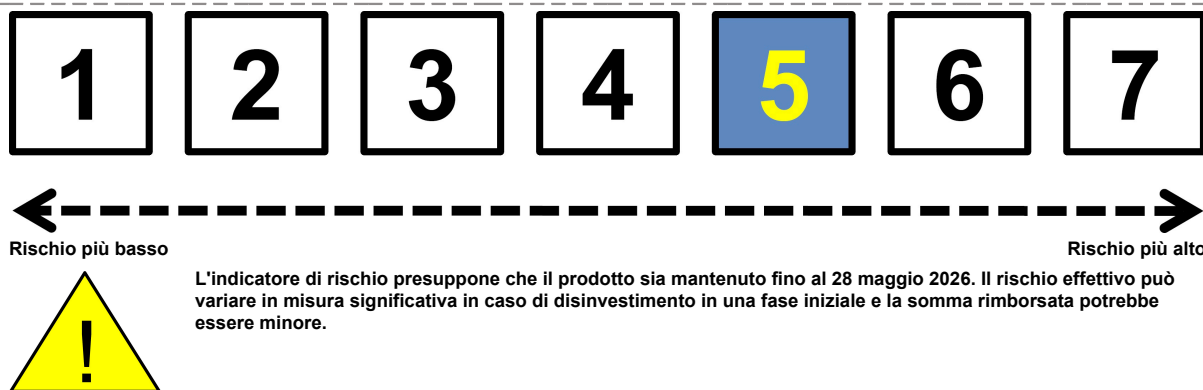 1 2 3 4 5 6 7
Rischio più basso Rischio più alto
L'indicatore di rischio presuppone che il prodotto sia mantenuto fino al 28 maggio 2026. Il rischio effettivo può
variare in misura significativa in caso di disinvestimento in una fase iniziale e la somma rimborsata potrebbe
essere minore.
!